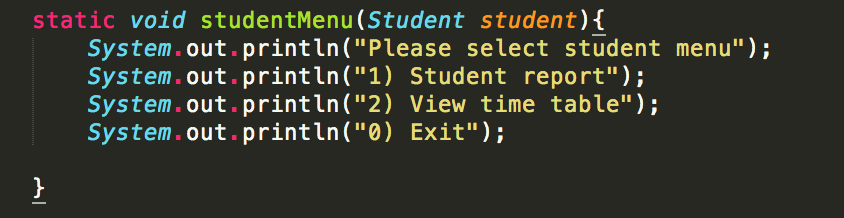 static void studentMenu(Student student){
System.out.println("Please select student menu");
System.out.println("1) Student report");
System.out.println("2) View time table");
System.out.println("0) Exit");
}